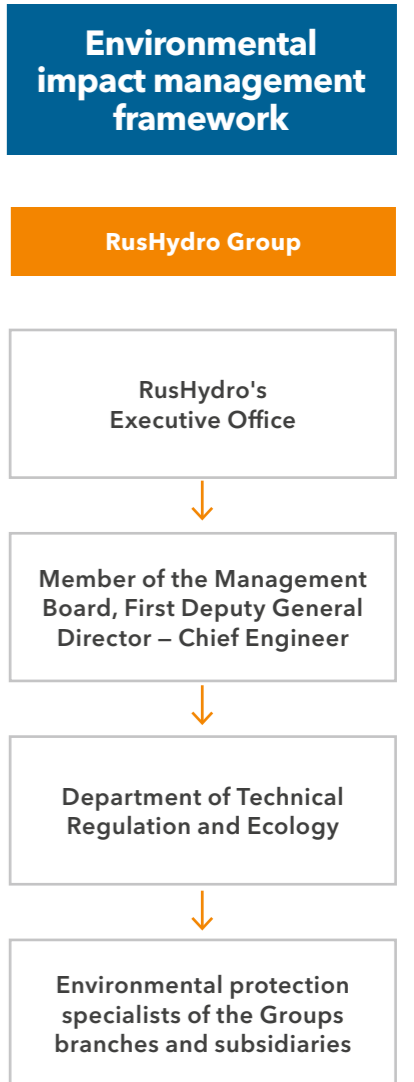 Environmental
impact management
framework
RusHydro Group
RusHydro's
Executive Office
Member of the Management
Board, First Deputy General
Director – Chief Engineer
Department of Technical
Regulation and Ecology
Environmental protection
specialists of the Groups
branches and subsidiaries